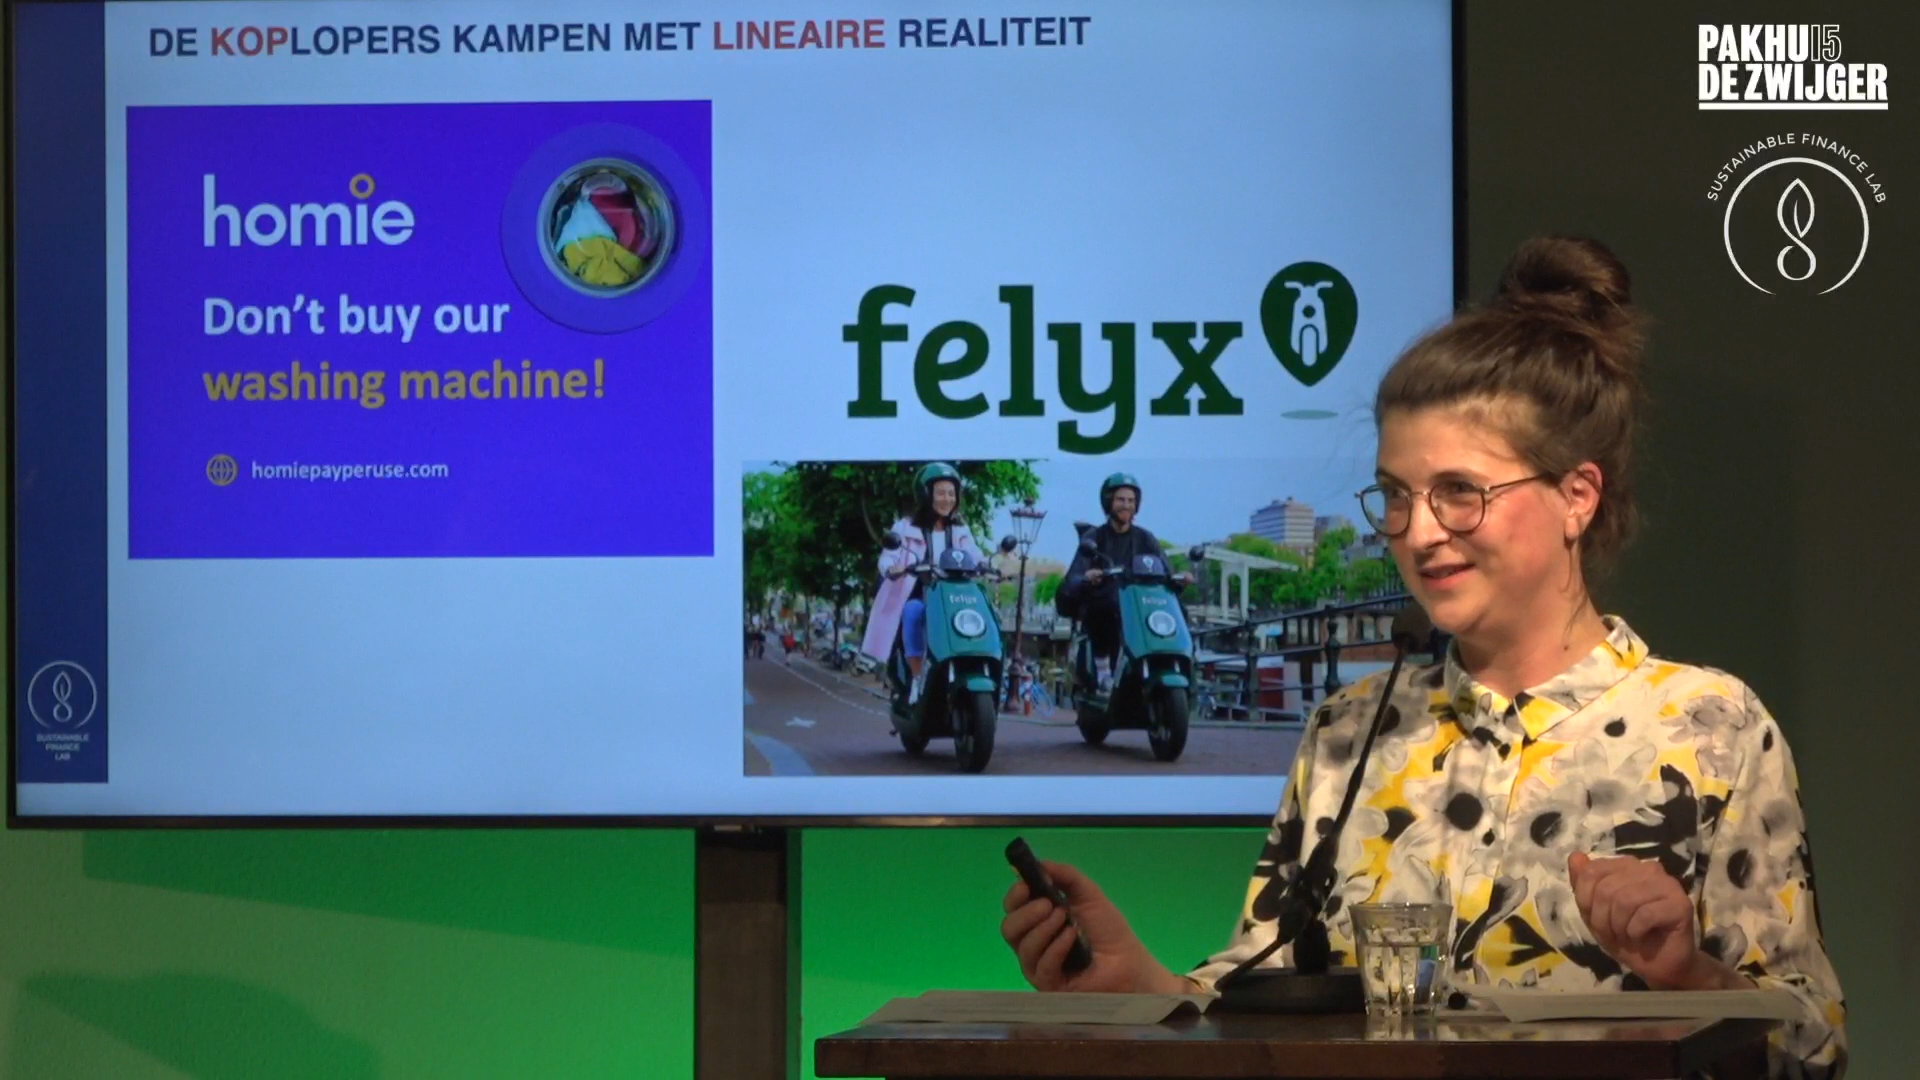 DE KOPLOPERS KAMPEN MET LINEAIRE REALITEIT
homie
Don't buy our
washing machine!
homiepayperuse.com
felyx
felyx
felyx
SUSTAINABLE
FINANCE
LAB
PAKHU15
DE ZWIJGER
SUSTAINABLE FINANCE LAB